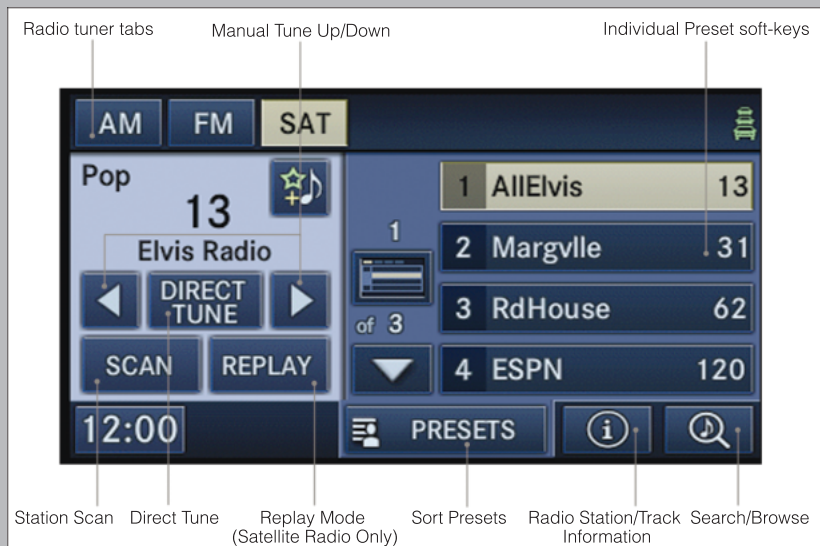 Radio tuner tabs
Manual Tune Up/Down
Individual Preset soft-keys
AM
FM
SAT
Pop
13
Elvis Radio
DIRECT
TUNE
SCAN
REPLAY
1
of 3
1 AllElvis 13
2 Margvlle 31
3 RdHouse 62
4 ESPN 120
12:00
PRESETS
i
Station Scan
Direct Tune
Replay Mode
(Satellite Radio Only)
Sort Presets
Radio Station/Track
Information
Search/Browse